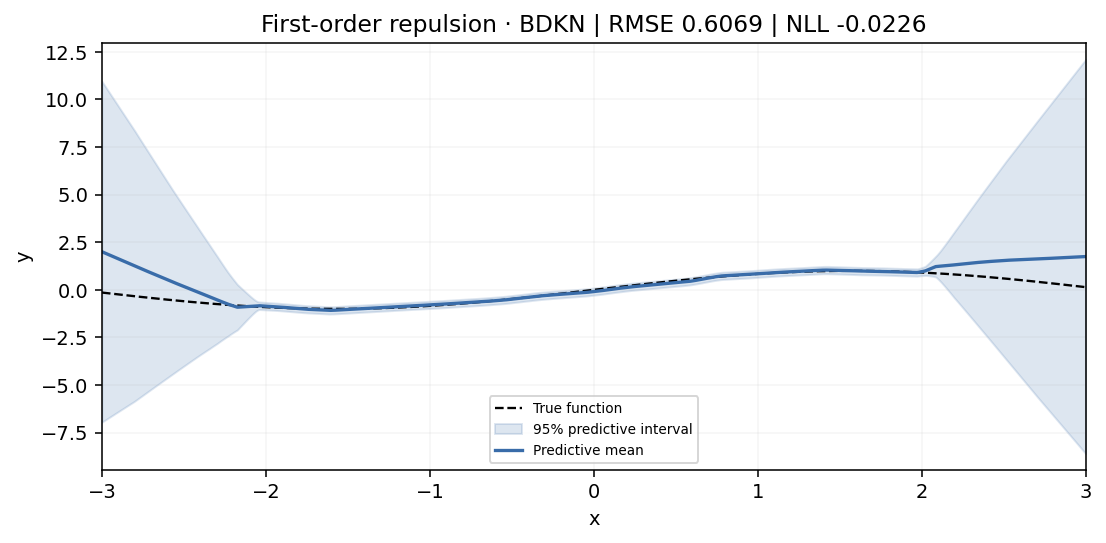 First-order repulsion · BDKN | RMSE 0.6069 | NLL -0.0226
12.5
10.0
7.5
5.0
2.5
0.0
−2.5
−5.0
−7.5
y
True function
95% predictive interval
Predictive mean
−3
−2
−1
0
1
2
3
x